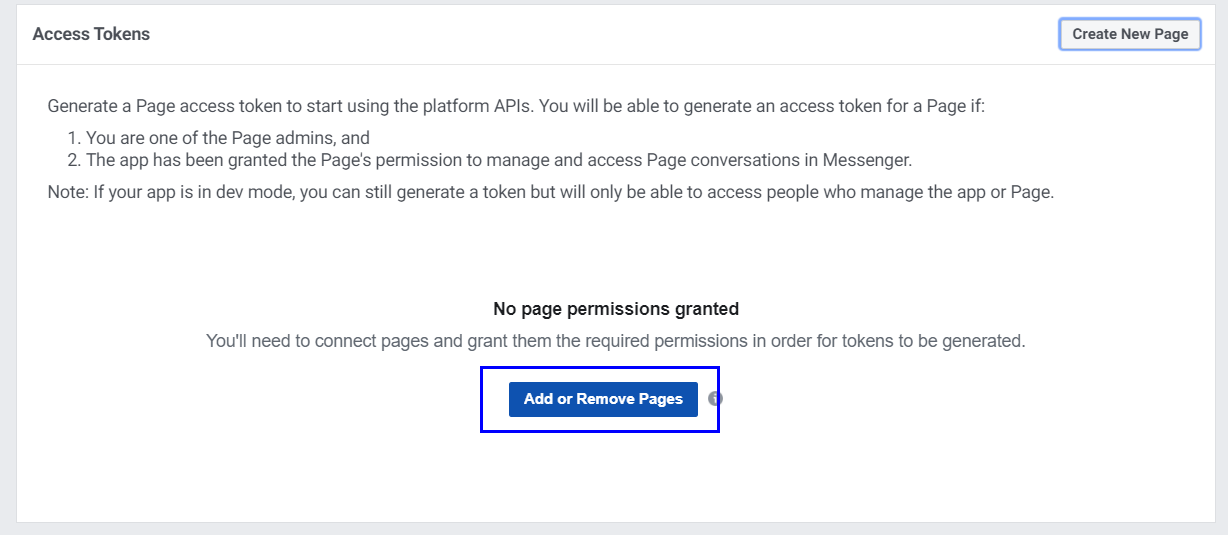 Access Tokens
Create New Page
Generate a Page access token to start using the platform APIs. You will be able to generate an access token for a Page if:
1. You are one of the Page admins, and
2. The app has been granted the Page's permission to manage and access Page conversations in Messenger.
Note: If your app is in dev mode, you can still generate a token but will only be able to access people who manage the app or Page.
No page permissions granted
You'll need to connect pages and grant them the required permissions in order for tokens to be generated.
Add or Remove Pages